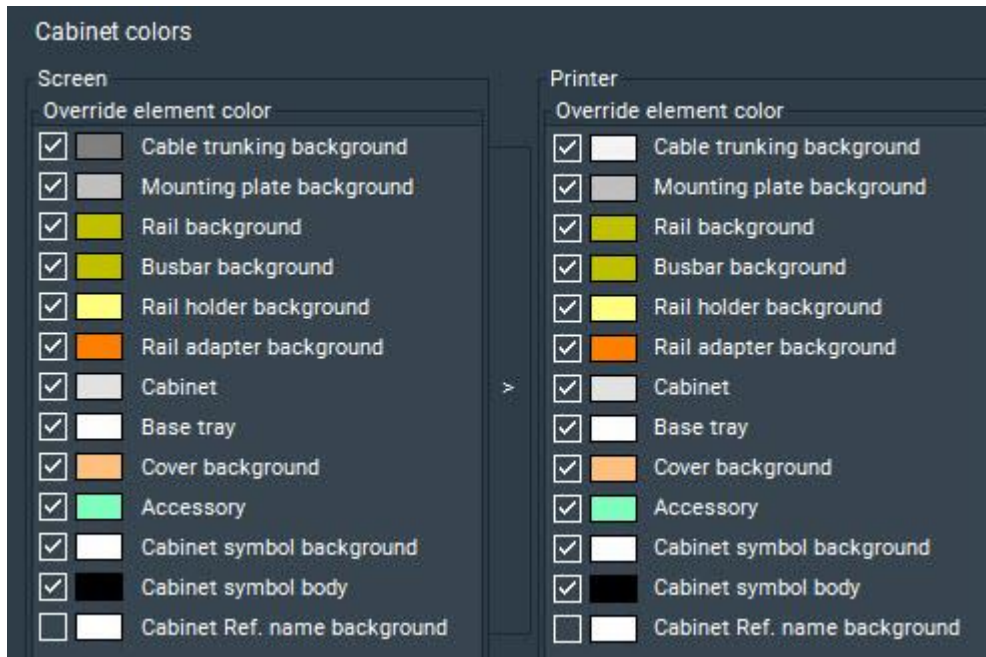 Cabinet colors
Screen
Override element color
Cable trunking background
Mounting plate background
Rail background
Busbar background
Rail holder background
Rail adapter background
Cabinet
Base tray
Cover background
Accessory
Cabinet symbol background
Cabinet symbol body
Cabinet Ref. name background
>
Printer
Override element color
Cable trunking background
Mounting plate background
Rail background
Busbar background
Rail holder background
Rail adapter background
Cabinet
Base tray
Cover background
Accessory
Cabinet symbol background
Cabinet symbol body
Cabinet Ref. name background